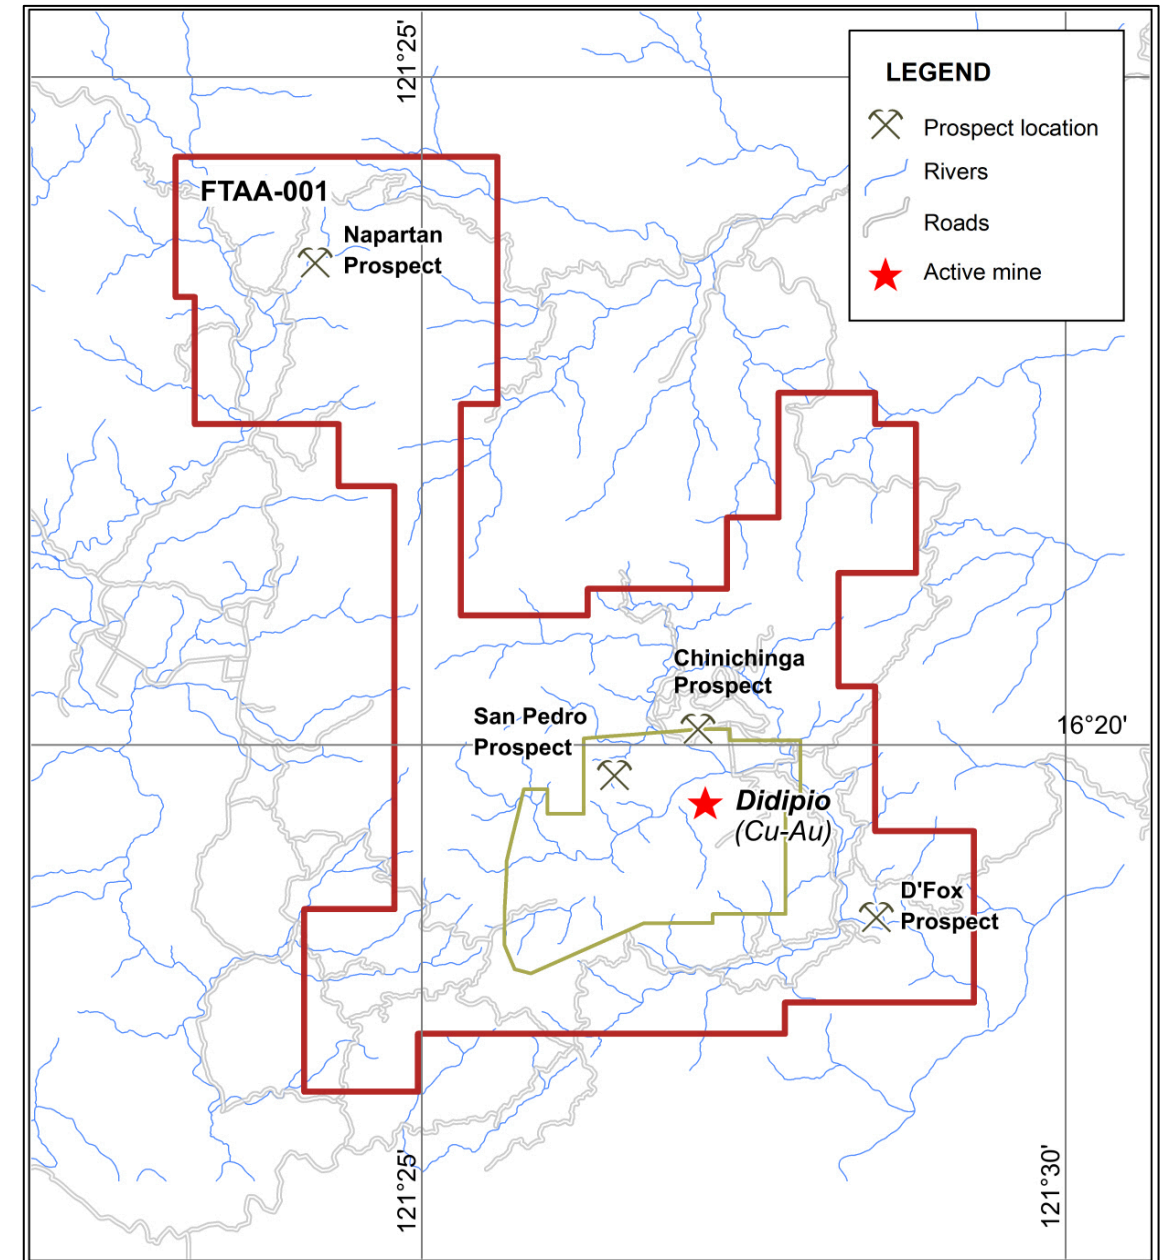 121°25'
LEGEND
Prospect location
Rivers
Roads
Active mine
FTAA-001
Napartan
Prospect
Chinichinga
Prospect
San Pedro
Prospect
16°20'
Didipio
(Cu-Au)
D'Fox
Prospect
121°25'
121°30'